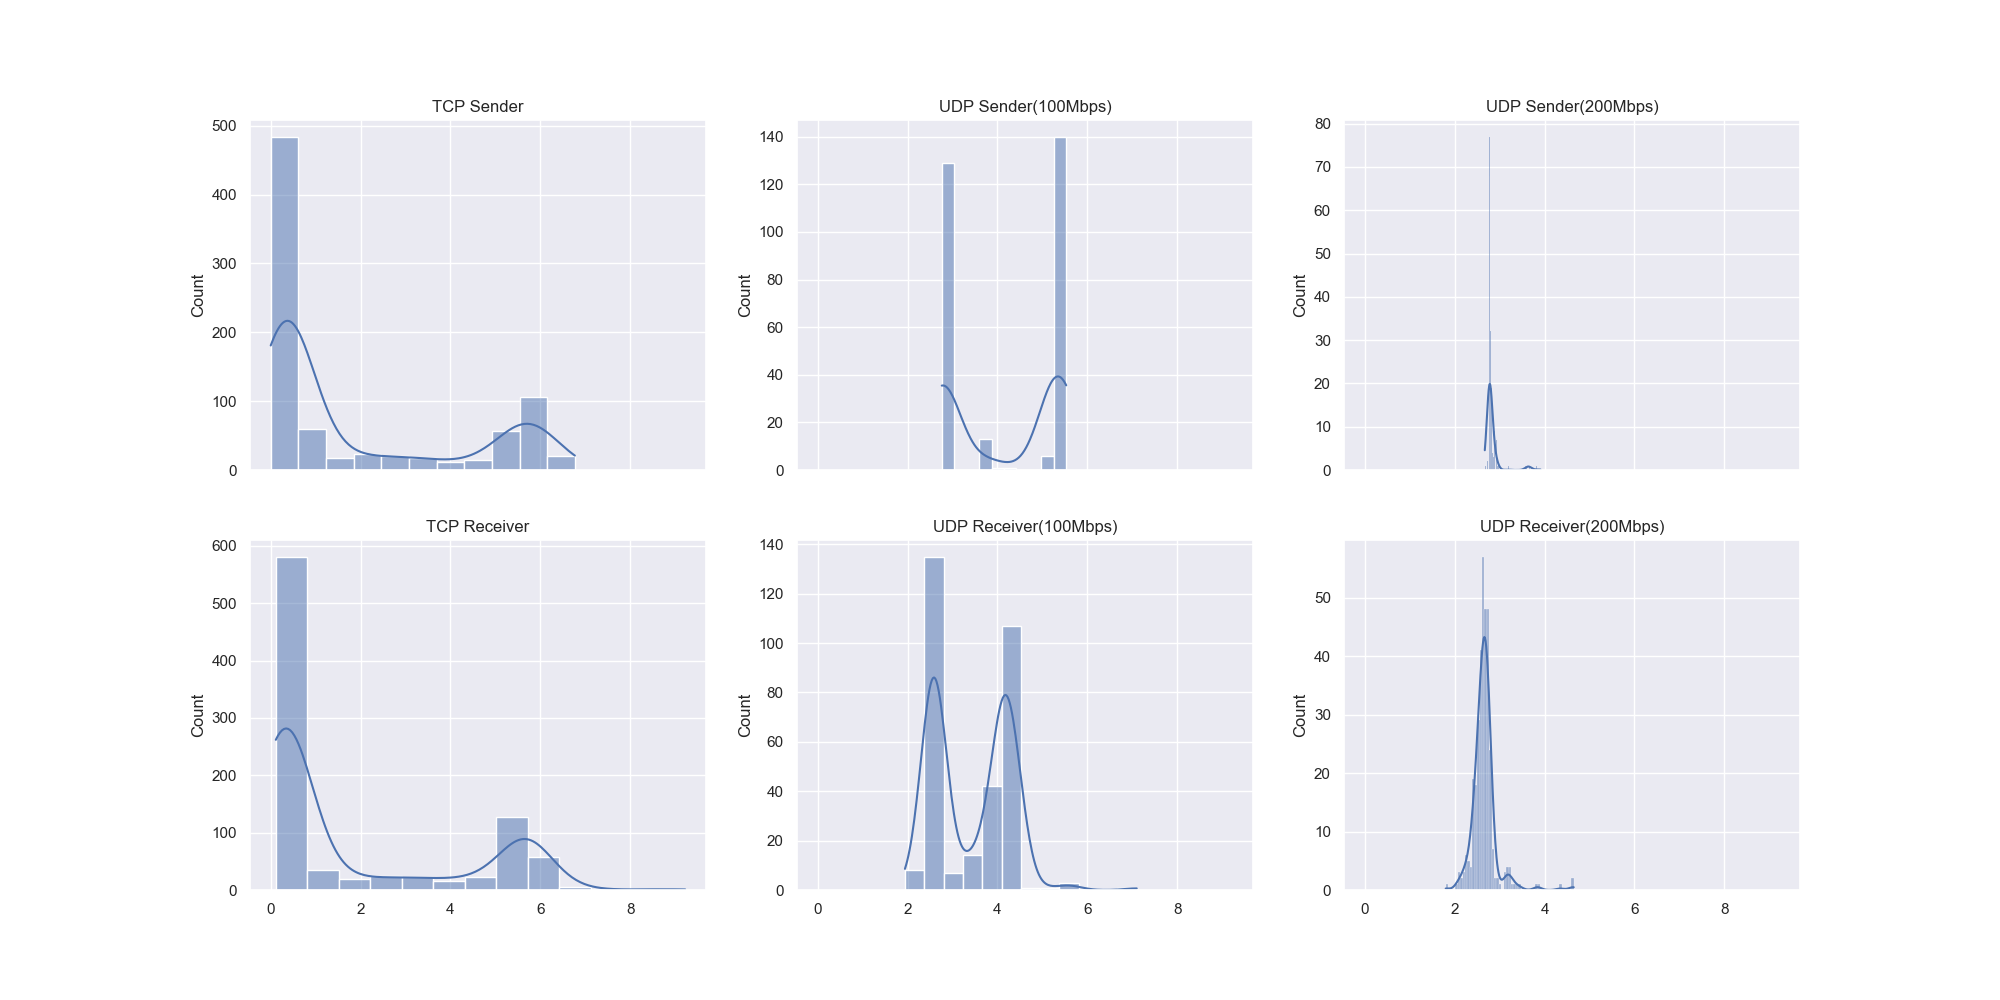 TCP Sender
UDP Sender(100Mbps)
UDP Sender(200Mbps)
500
400
300
200
100
0
Count
140
120
100
80
60
40
20
0
Count
80
70
60
50
40
30
20
10
0
Count
TCP Receiver
UDP Receiver(100Mbps)
UDP Receiver(200Mbps)
600
500
400
300
200
100
0
Count
0 2 4 6 8
140
120
100
80
60
40
20
0
Count
0 2 4 6 8
50
40
30
20
10
0
Count
0 2 4 6 8